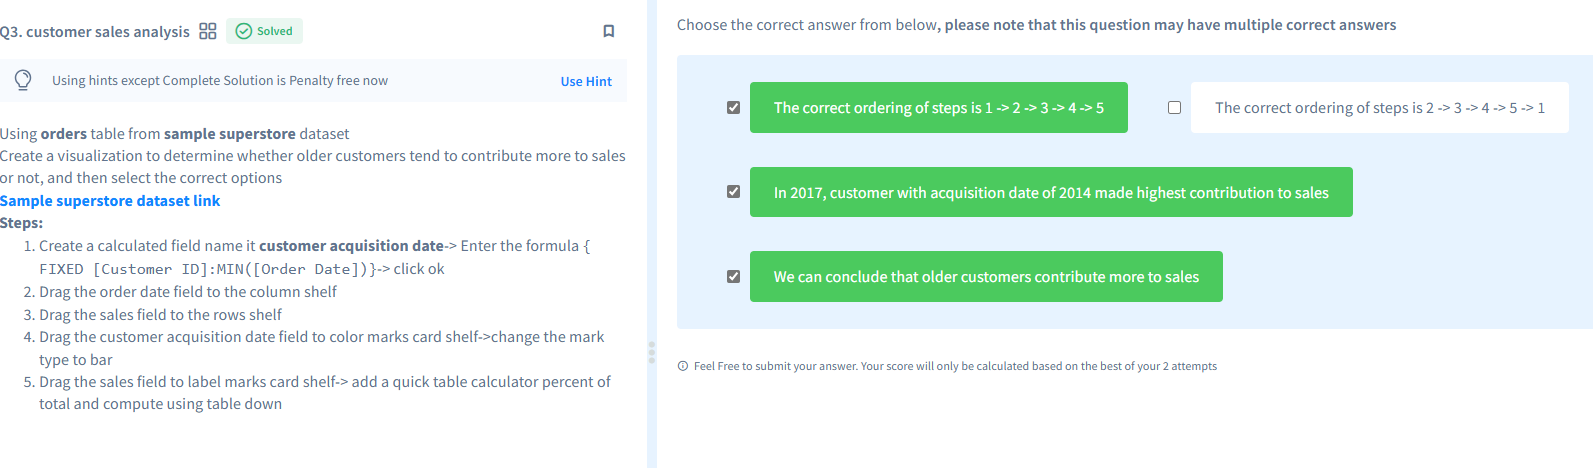 Q3. customer sales analysis
Solved
Using hints except Complete Solution is Penalty free now
Use Hint
Using orders table from sample superstore dataset
Create a visualization to determine whether older customers tend to contribute more to sales
or not, and then select the correct options
Sample superstore dataset link
Steps:
1. Create a calculated field name it customer acquisition date-> Enter the formula {
FIXED [Customer ID]:MIN([Order Date])}-> click ok
2. Drag the order date field to the column shelf
3. Drag the sales field to the rows shelf
4. Drag the customer acquisition date field to color marks card shelf->change the mark
type to bar
5. Drag the sales field to label marks card shelf-> add a quick table calculator percent of
total and compute using table down
Choose the correct answer from below, please note that this question may have multiple correct answers
The correct ordering of steps is 1 -> 2 -> 3 -> 4 -> 5
The correct ordering of steps is 2 -> 3 -> 4 -> 5 -> 1
In 2017, customer with acquisition date of 2014 made highest contribution to sales
We can conclude that older customers contribute more to sales
Feel Free to submit your answer. Your score will only be calculated based on the best of your 2 attempts